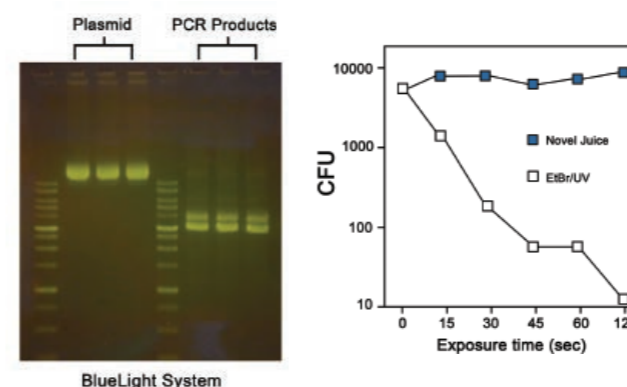 Plasmid PCR Products
BlueLight System
10000
1000
100
10
CFU
Novel Juice
EtBr/UV
0 15 30 45 60
Exposure time (sec)